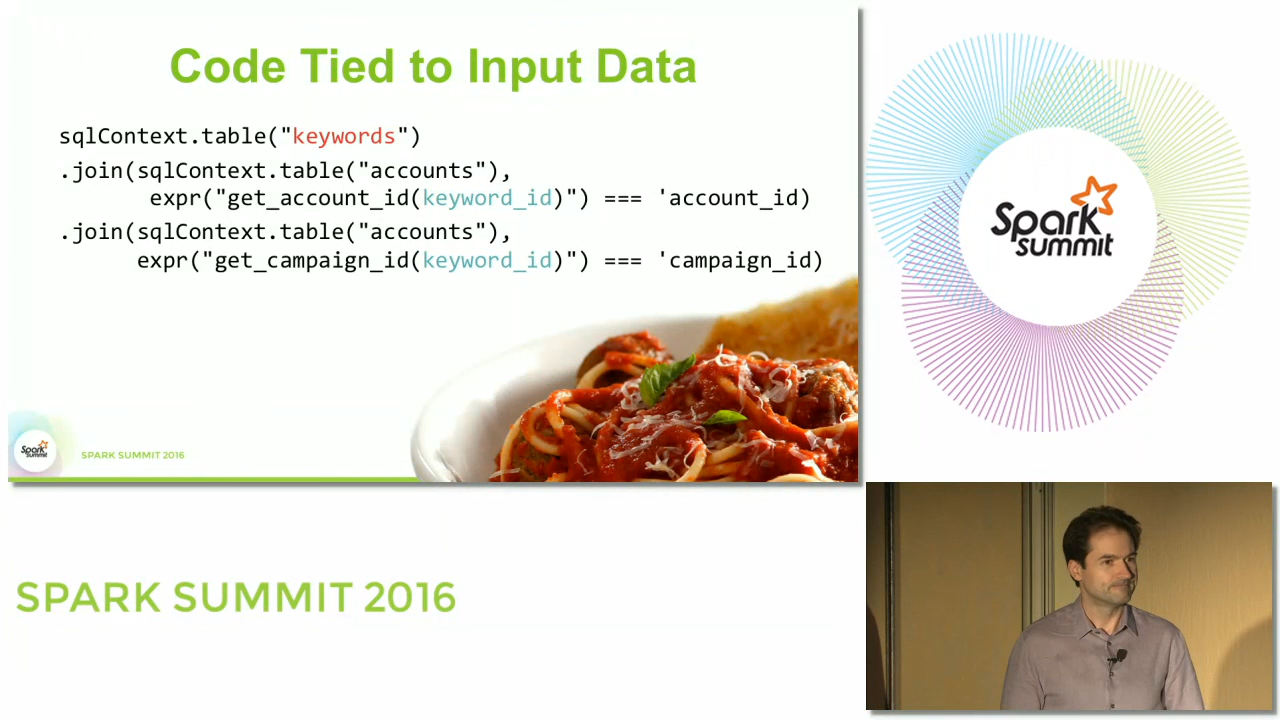 Code Tied to Input Data
sqlContext.table("keywords")
.join(sqlContext.table("accounts"),
expr("get_account_id(keyword_id)") === 'account_id)
.join(sqlContext.table("accounts"),
expr("get_campaign_id(keyword_id)") === 'campaign_id)
Spark
summit
SPARK SUMMIT 2016
Spark
summit
SPARK SUMMIT 2016